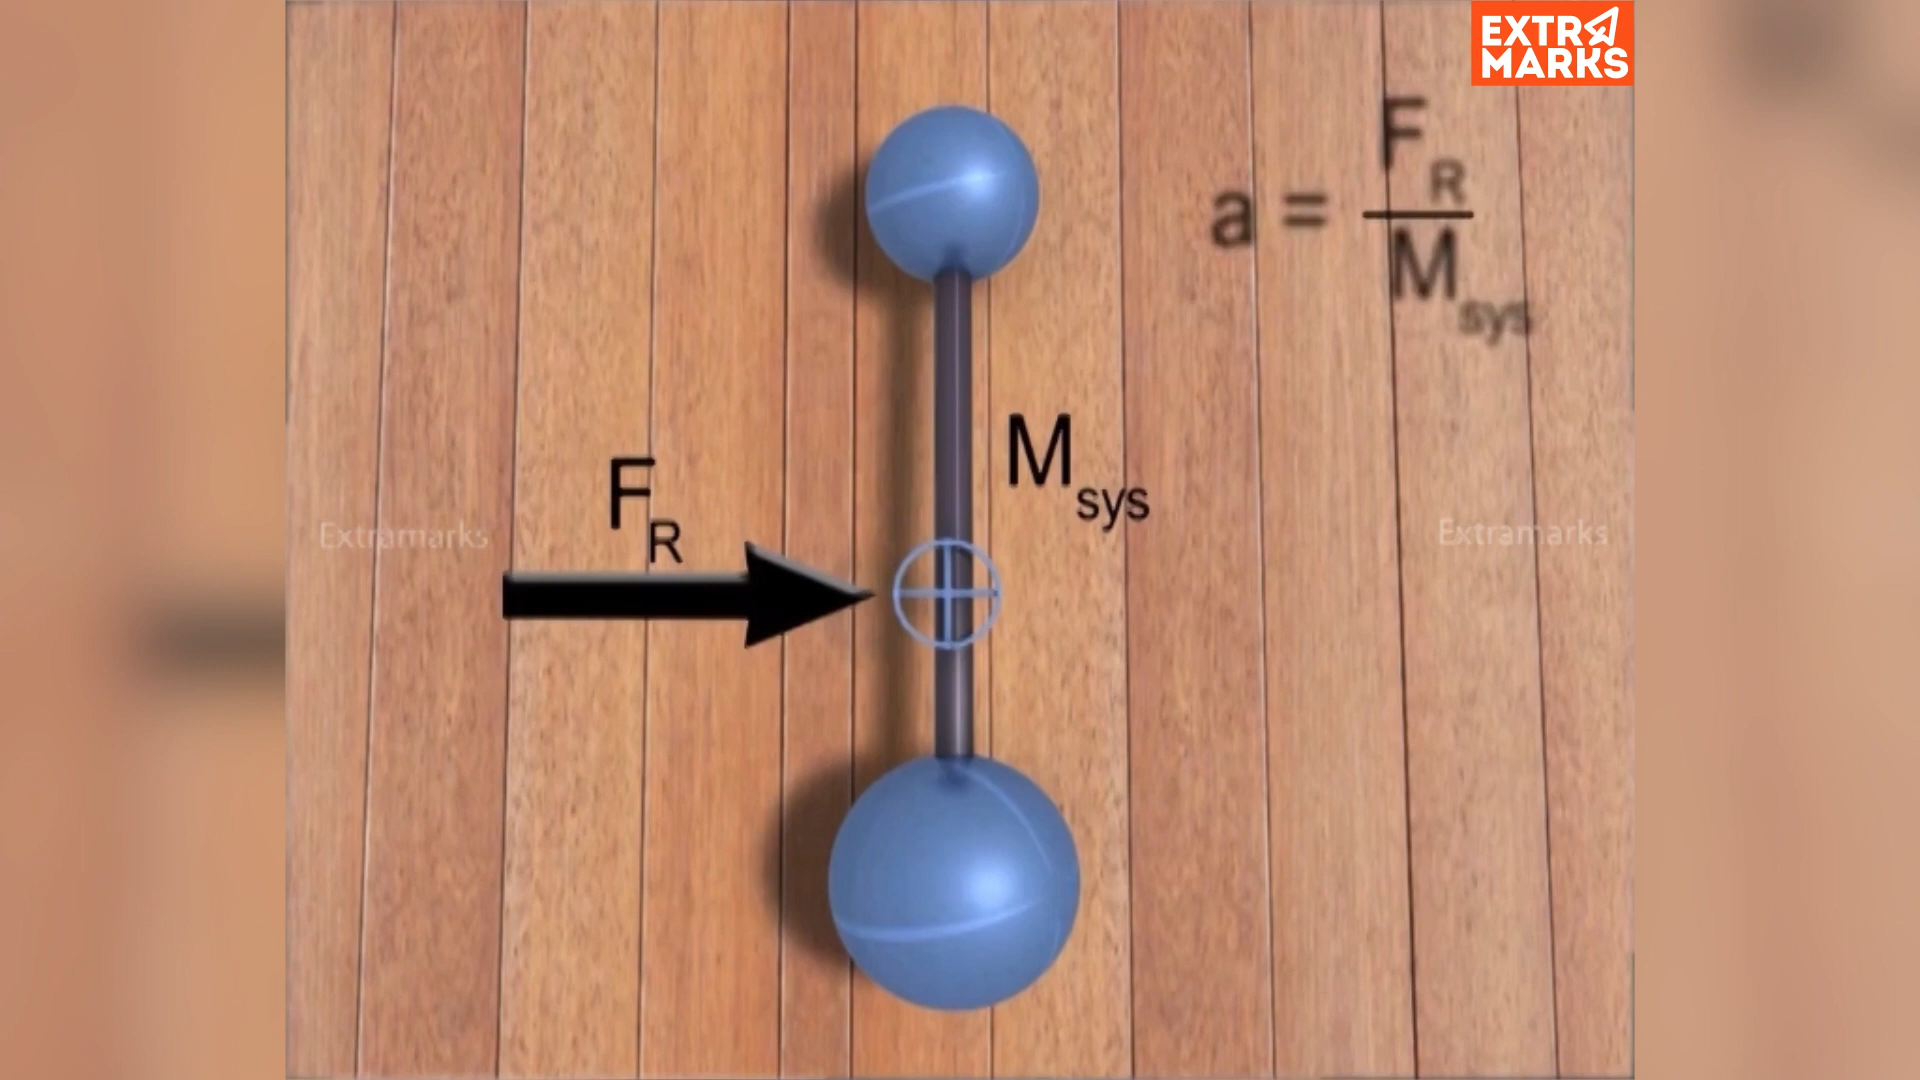 EXTRA
MARKS
a = F_R / M_sys
M_sys
F_R
Extramarks
Extramarks